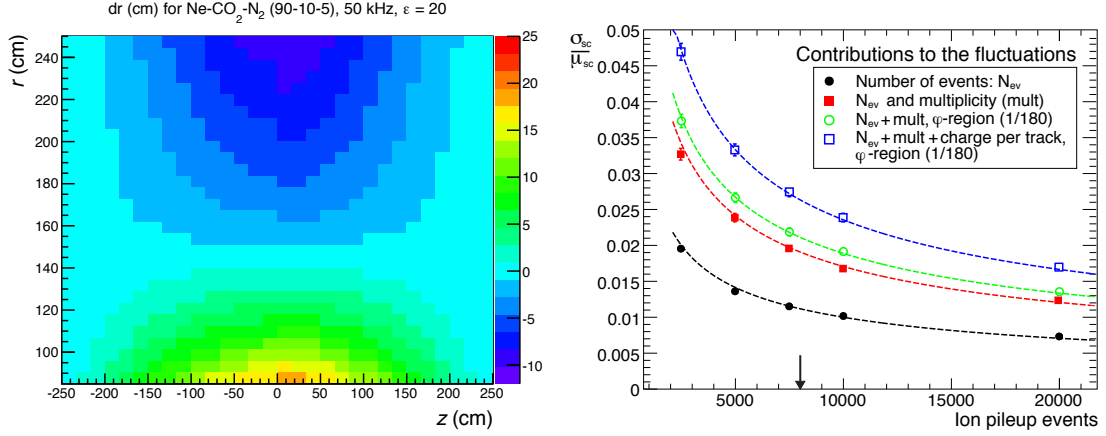 dr (cm) for Ne-CO₂-N₂ (90-10-5), 50 kHz, ε = 20
r (cm)
240
220
200
180
160
140
120
100
-250 -200 -150 -100 -50 0 50 100 150 200 250
z (cm)
25
20
15
10
5
0
-5
-10
σsc
μsc
0.05
0.045
0.04
0.035
0.03
0.025
0.02
0.015
0.01
0.005
0
Contributions to the fluctuations
Number of events: Nev
Nev and multiplicity (mult)
Nev + mult, φ-region (1/180)
Nev + mult + charge per track,
φ-region (1/180)
5000 10000 15000 20000
Ion pileup events